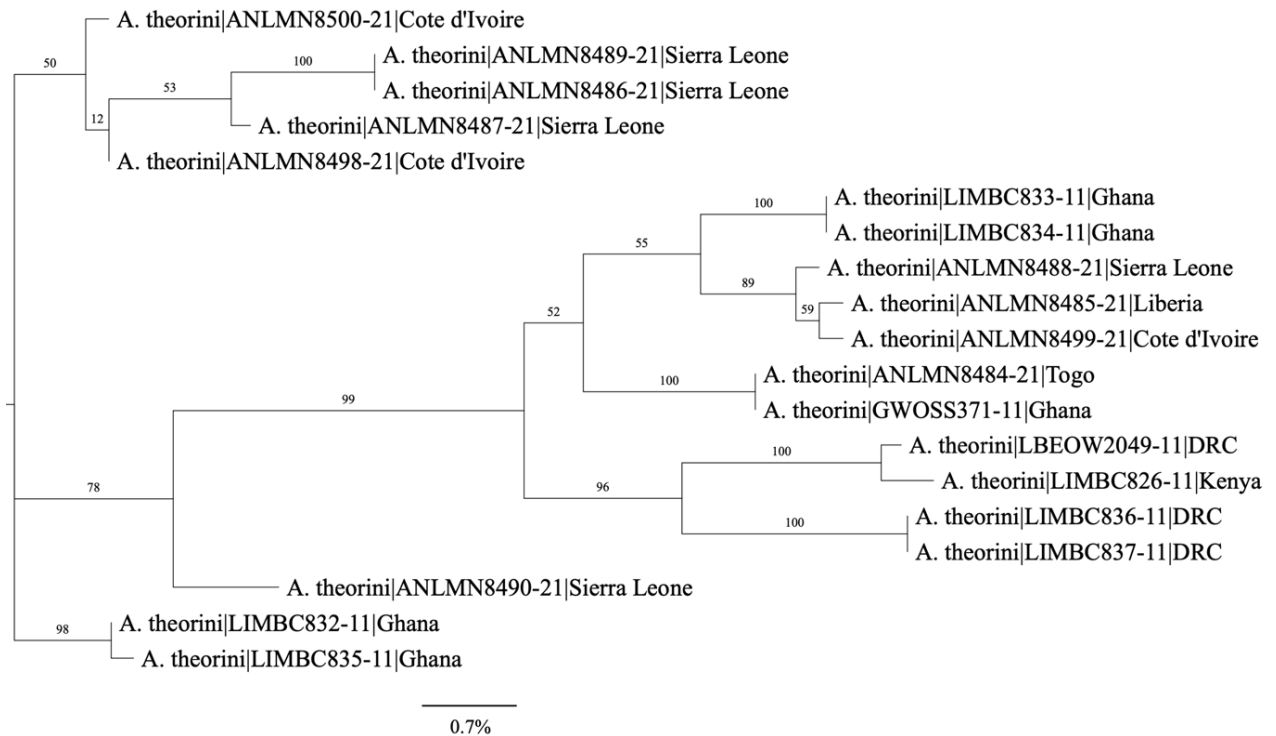 A. theorini|ANLMN8500-21|Cote d'Ivoire
50
100
A. theorini|ANLMN8489-21|Sierra Leone
A. theorini|ANLMN8486-21|Sierra Leone
53
12
A. theorini|ANLMN8487-21|Sierra Leone
A. theorini|ANLMN8498-21|Cote d'Ivoire
100
A. theorini|LIMBC833-11|Ghana
A. theorini|LIMBC834-11|Ghana
55
A. theorini|ANLMN8488-21|Sierra Leone
89
59
A. theorini|ANLMN8485-21|Liberia
A. theorini|ANLMN8499-21|Cote d'Ivoire
52
100
A. theorini|ANLMN8484-21|Togo
A. theorini|GWOSS371-11|Ghana
99
100
A. theorini|LBEOW2049-11|DRC
A. theorini|LIMBC826-11|Kenya
96
78
100
A. theorini|LIMBC836-11|DRC
A. theorini|LIMBC837-11|DRC
A. theorini|ANLMN8490-21|Sierra Leone
98
A. theorini|LIMBC832-11|Ghana
A. theorini|LIMBC835-11|Ghana
0.7%